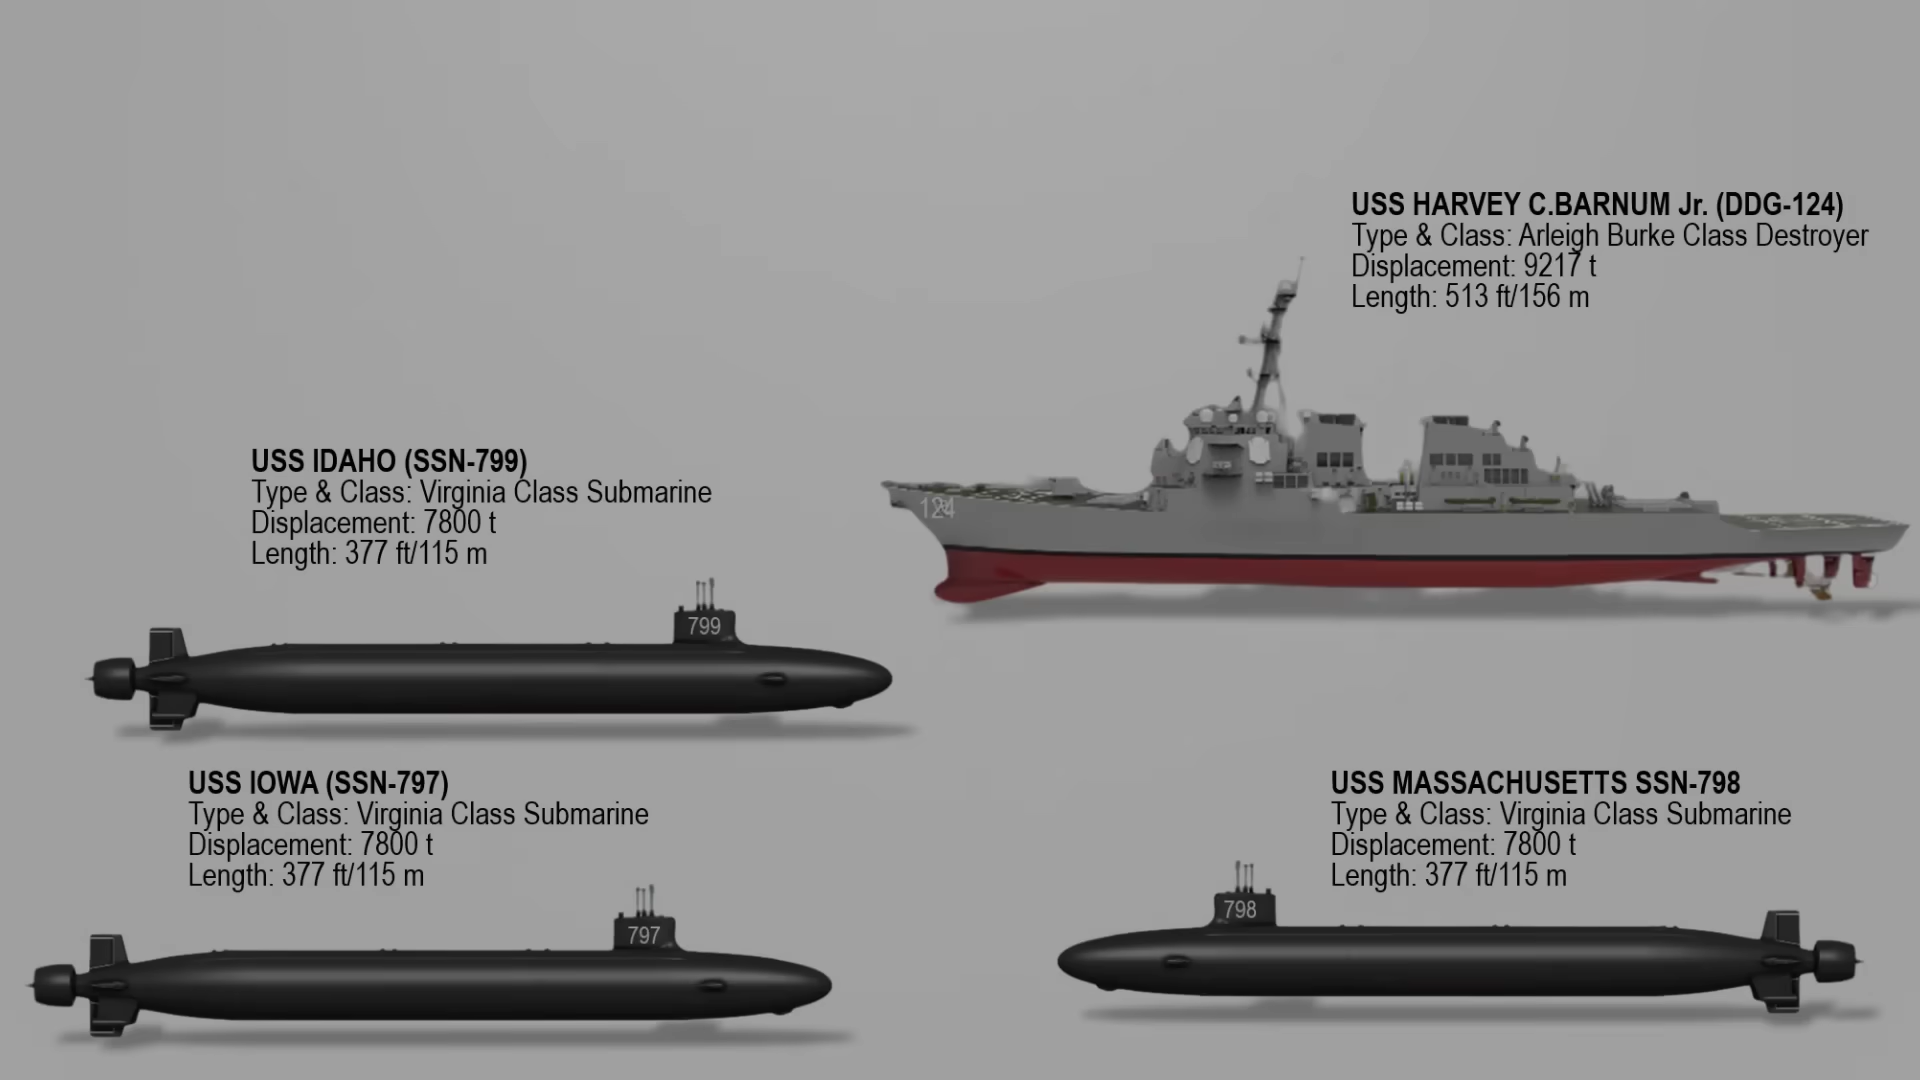 USS HARVEY C.BARNUM Jr. (DDG-124)
Type & Class: Arleigh Burke Class Destroyer
Displacement: 9217 t
Length: 513 ft/156 m
124
USS IDAHO (SSN-799)
Type & Class: Virginia Class Submarine
Displacement: 7800 t
Length: 377 ft/115 m
799
USS IOWA (SSN-797)
Type & Class: Virginia Class Submarine
Displacement: 7800 t
Length: 377 ft/115 m
797
USS MASSACHUSETTS SSN-798
Type & Class: Virginia Class Submarine
Displacement: 7800 t
Length: 377 ft/115 m
798